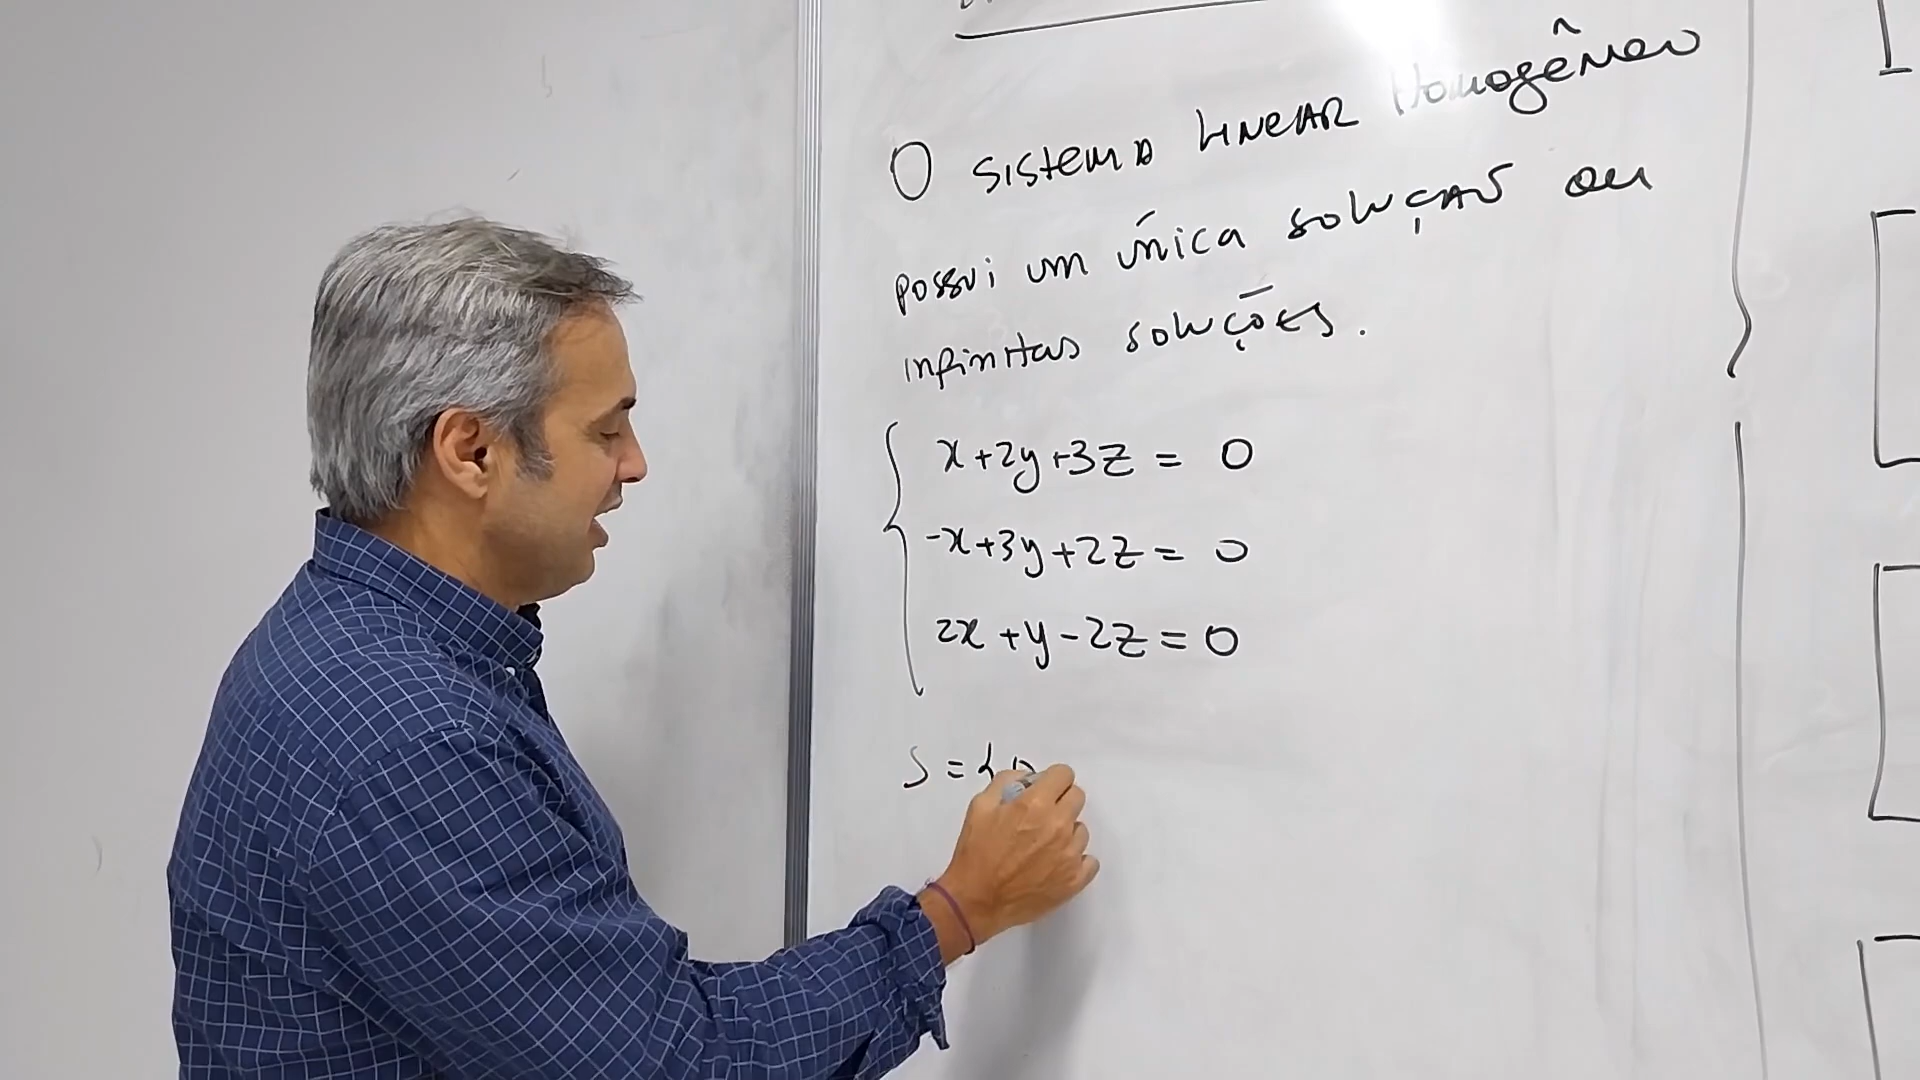 O sistema linear Homogêneo
possui um única solução ou
infinitas soluções.
x+2y+3z = 0
-x+3y+2z = 0
2x+y-2z = 0
S = {